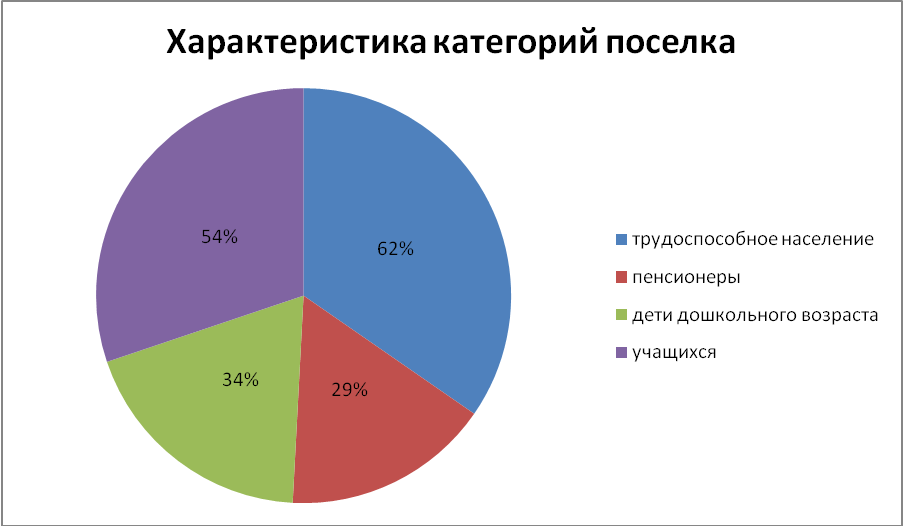 Характеристика категорий поселка
54%
62%
34%
29%
трудоспособное население
пенсионеры
дети дошкольного возраста
учащихся